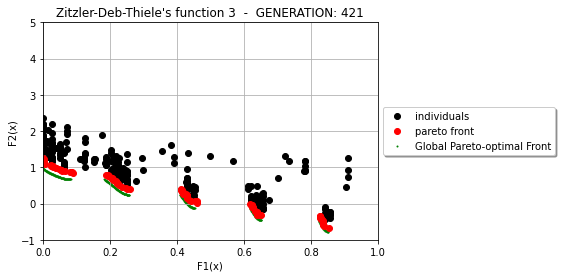 Zitzler-Deb-Thiele's function 3 - GENERATION: 421
5
4
3
2
1
0
−1
F2(x)
0.0 0.2 0.4 0.6 0.8 1.0
F1(x)
individuals
pareto front
Global Pareto-optimal Front